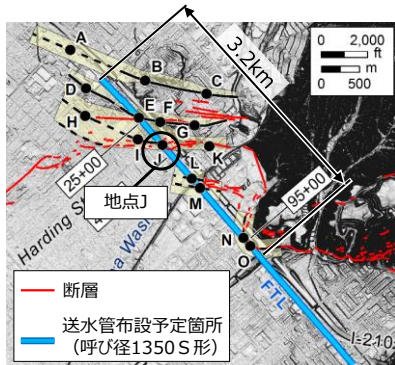 A
B
C
D
E
F
G
H
I
J
K
L
M
N
O
3.2km
0 2,000
ft
m
0 500
25+00
95+00
地点J
Harding S
a Was
FTL
I-210
断層
送水管布設予定箇所
(呼び径1350S形)